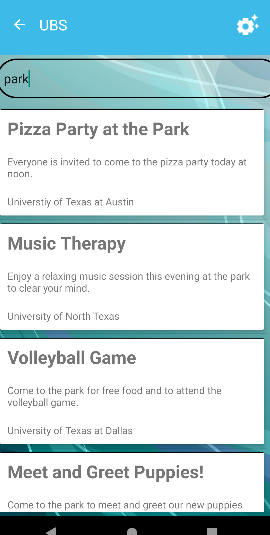 UBS
park
Pizza Party at the Park
Everyone is invited to come to the pizza party today at
noon.
Universtiy of Texas at Austin
Music Therapy
Enjoy a relaxing music session this evening at the park
to clear your mind.
University of North Texas
Volleyball Game
Come to the park for free food and to attend the
volleyball game.
University of Texas at Dallas
Meet and Greet Puppies!
Come to the park to meet and greet our new puppies